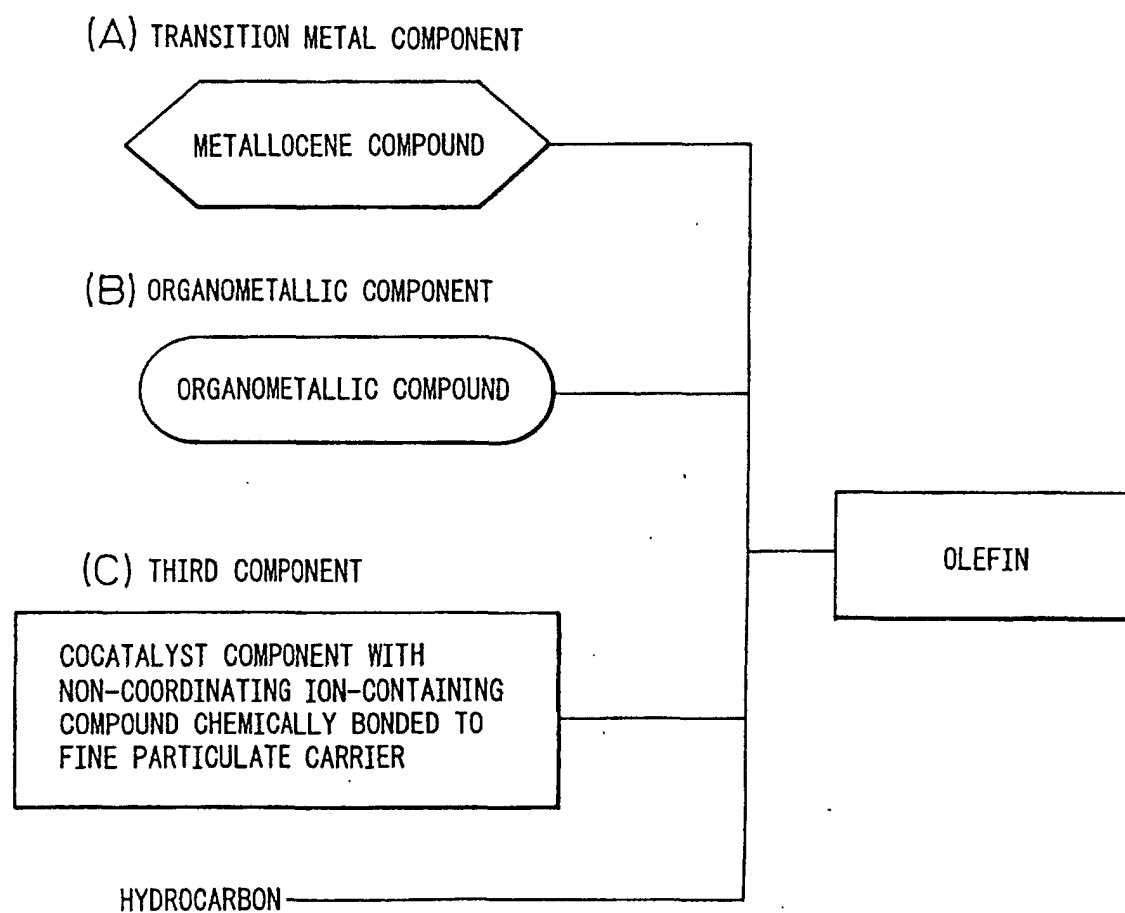 (A) TRANSITION METAL COMPONENT
METALLOCENE COMPOUND
(B) ORGANOMETALLIC COMPONENT
ORGANOMETALLIC COMPOUND
(C) THIRD COMPONENT
COCATALYST COMPONENT WITH
NON-COORDINATING ION-CONTAINING
COMPOUND CHEMICALLY BONDED TO
FINE PARTICULATE CARRIER
HYDROCARBON
OLEFIN